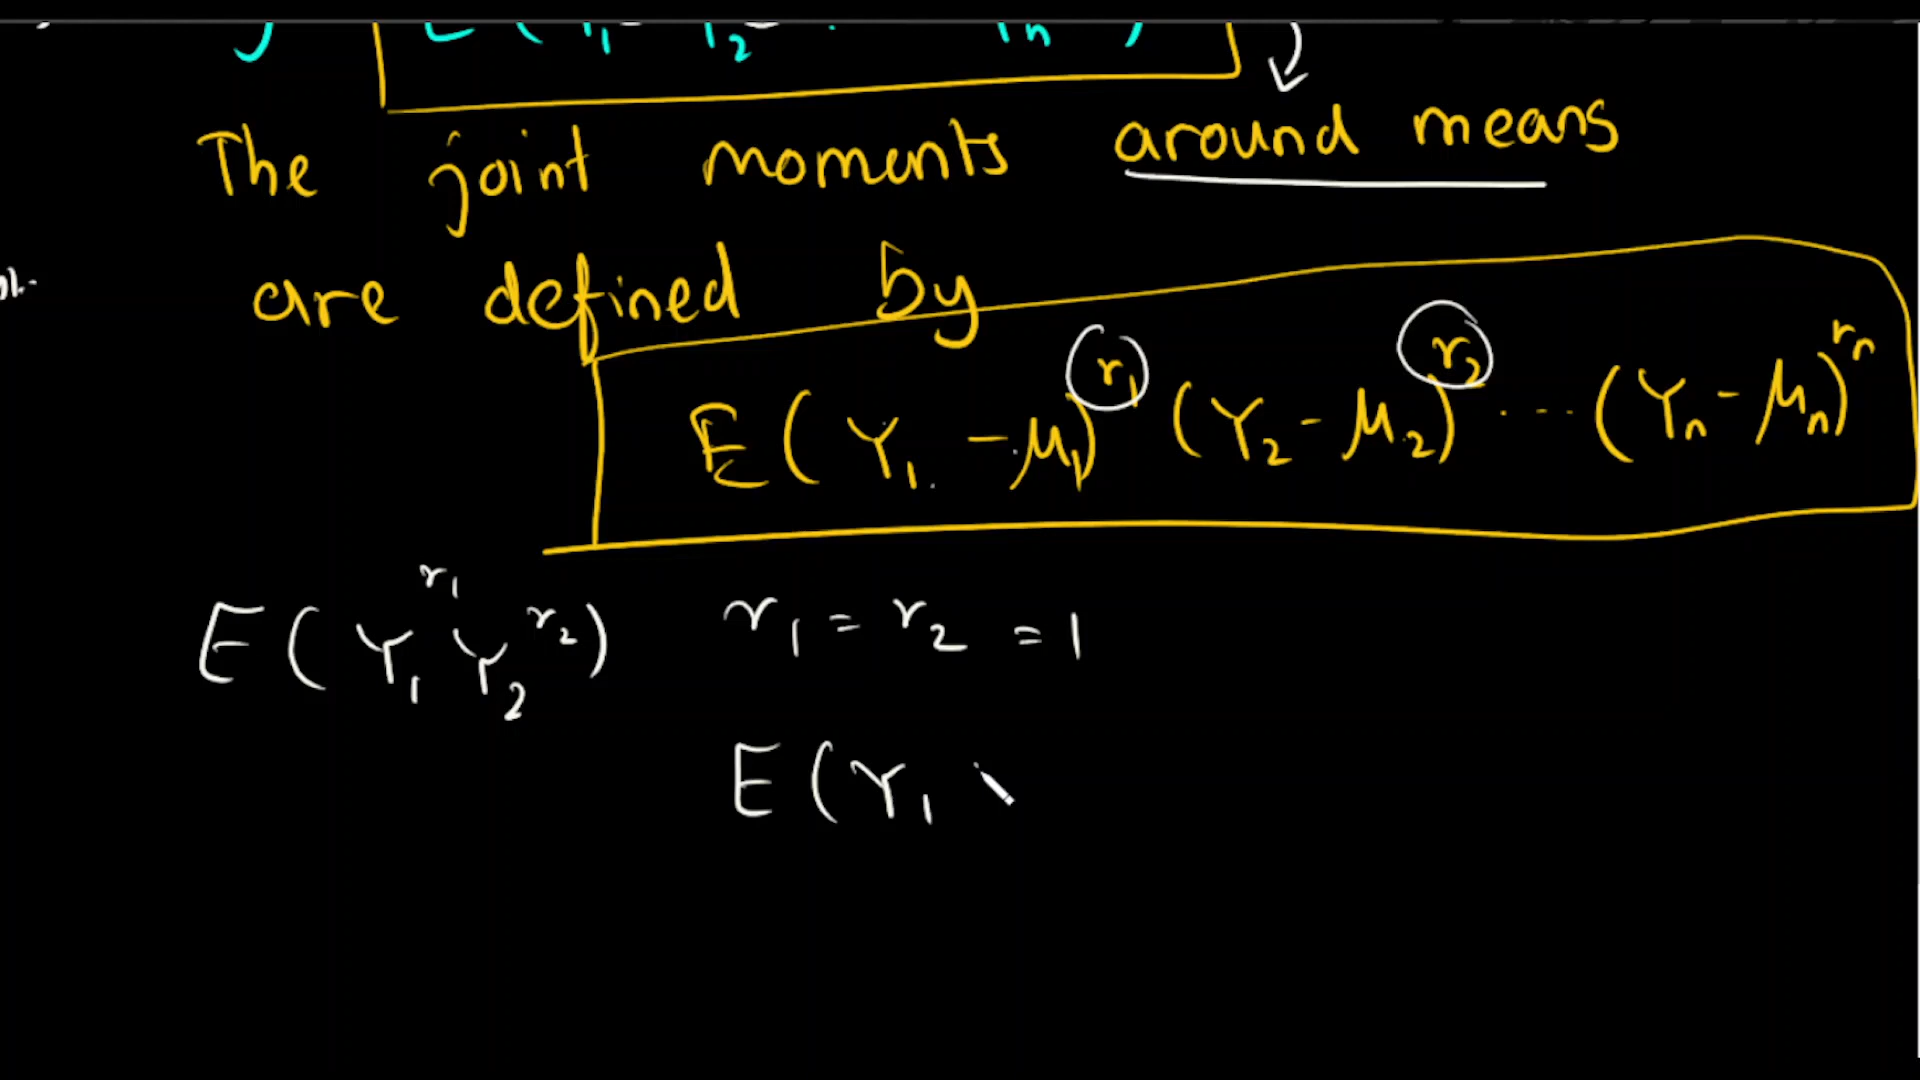 The joint moments around means
are defined by
E(Y₁ - μ₁)^r₁ (Y₂ - μ₂)^r₂ ... (Yₙ - μₙ)^rₙ
E(Y₁^r₁ Y₂^r₂) r₁ = r₂ = 1
E(Y₁